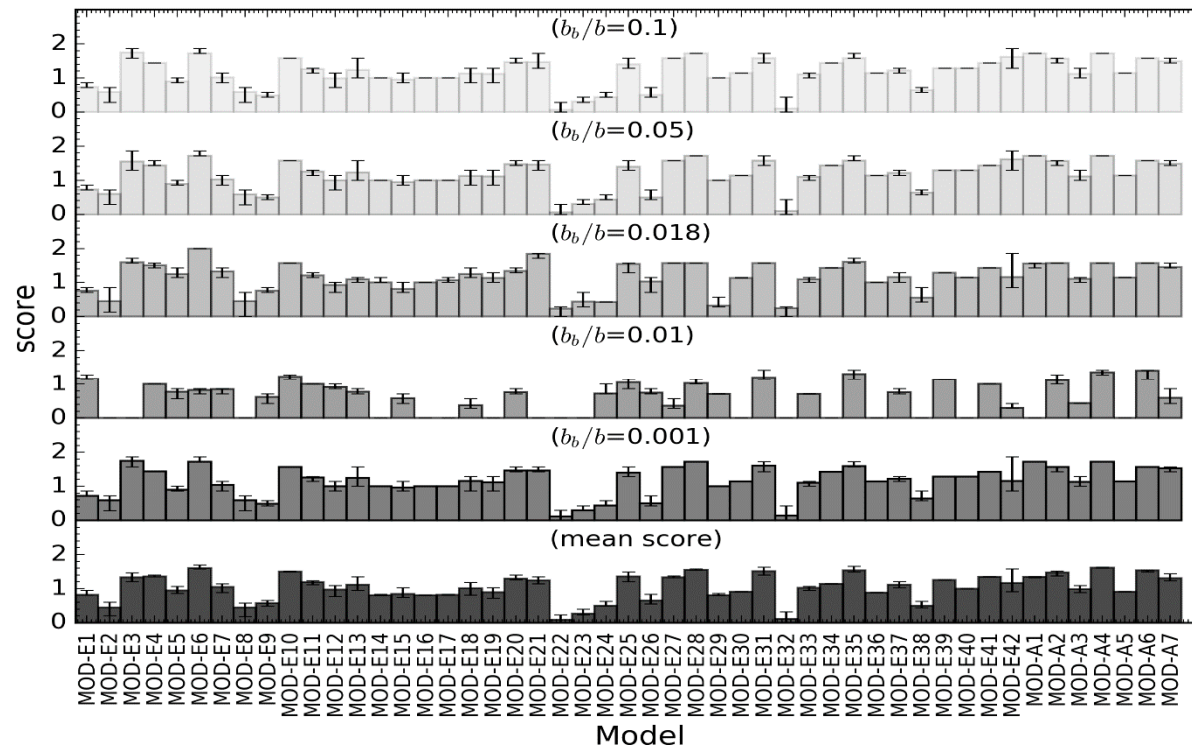 (b_b/b=0.1)
2
1
0
(b_b/b=0.05)
2
1
0
(b_b/b=0.018)
2
1
0
(b_b/b=0.01)
2
1
0
(b_b/b=0.001)
2
1
0
(mean score)
2
1
0
score
MOD-E1
MOD-E2
MOD-E3
MOD-E4
MOD-E5
MOD-E6
MOD-E7
MOD-E8
MOD-E9
MOD-E10
MOD-E11
MOD-E12
MOD-E13
MOD-E14
MOD-E15
MOD-E16
MOD-E17
MOD-E18
MOD-E19
MOD-E20
MOD-E21
MOD-E22
MOD-E23
MOD-E24
MOD-E25
MOD-E26
MOD-E27
MOD-E28
MOD-E29
MOD-E30
MOD-E31
MOD-E32
MOD-E33
MOD-E34
MOD-E35
MOD-E36
MOD-E37
MOD-E38
MOD-E39
MOD-E40
MOD-E41
MOD-E42
MOD-A1
MOD-A2
MOD-A3
MOD-A4
MOD-A5
MOD-A6
MOD-A7
Model